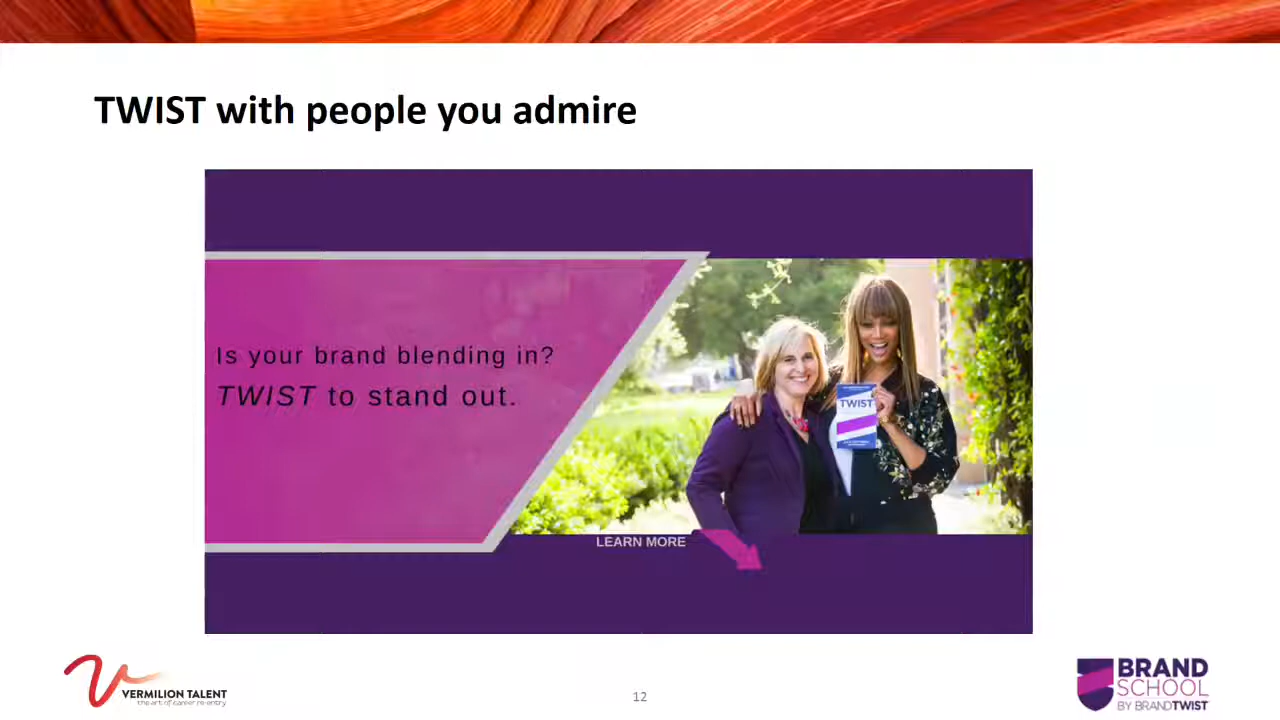 TWIST with people you admire
Is your brand blending in?
TWIST to stand out.
TWIST
LEARN MORE
VERMILION TALENT
the art of career re-entry
12
BRAND
SCHOOL
BY BRANDTWIST